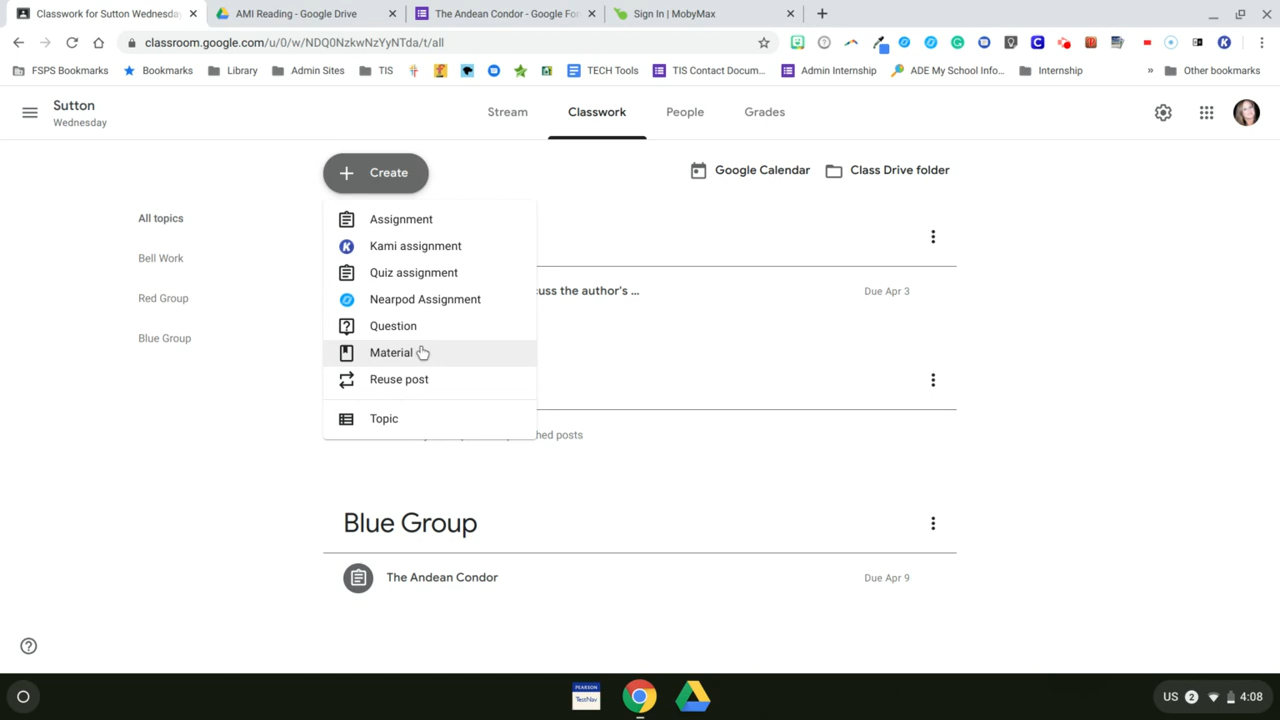 Classwork for Sutton Wednesday
AMI Reading - Google Drive
The Andean Condor - Google For
Sign In | MobyMax
classroom.google.com/u/0/w/NDQ0NzkwNzYyNTda/t/all
FSPS Bookmarks
Bookmarks
Library
Admin Sites
TIS
TECH Tools
TIS Contact Docum...
Admin Internship
ADE My School Info...
Internship
»
Other bookmarks
Sutton
Wednesday
Stream
Classwork
People
Grades
Create
Google Calendar
Class Drive folder
All topics
Bell Work
Red Group
Blue Group
Assignment
Kami assignment
Quiz assignment
Nearpod Assignment
Question
Material
Reuse post
Topic
cuss the author's ...
Due Apr 3
hed posts
Blue Group
The Andean Condor
Due Apr 9
PEARSON
TestNav
US
2
4:08